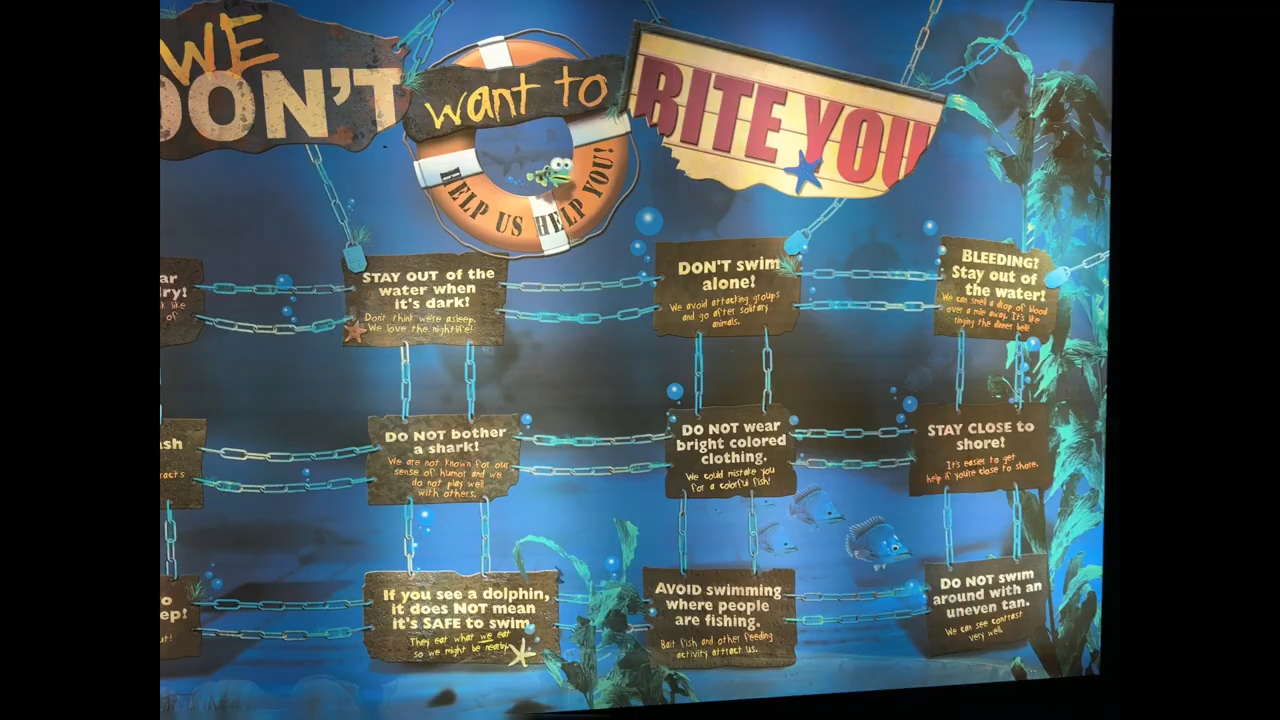 WE
DON'T
want to
BITE YOU
HELP US HELP YOU!
ar
ry!
like
of
STAY OUT of the
water when
it's dark!
Don't think we're asleep,
We love the nightlife!
DON'T swim
alone!
We avoid attacking groups
and go after solitary
animals.
BLEEDING?
Stay out of
the water!
We can smell a drop of blood
over a mile away. It's like
ringing the dinner bell!
sh
racts
DO NOT bother
a shark!
We are not known for our
sense of humor and we
do not play well
with others.
DO NOT wear
bright colored
clothing.
We could mistake you
for a colorful fish!
STAY CLOSE to
shore!
It's easier to get
help if you're close to shore.
o
ep!
ut!
If you see a dolphin,
it does NOT mean
it's SAFE to swim.
They eat what we eat
so we might be nearby.
AVOID swimming
where people
are fishing.
Bait fish and other feeding
activity attract us.
DO NOT swim
around with an
uneven tan.
We can see contrast
very well.